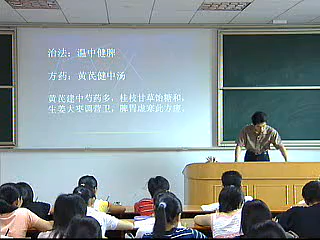 治法：温中健脾
方药：黄芪健中汤
黄芪建中芍药多，桂枝甘草饴糖和，
生姜大枣调营卫，脾胃虚寒此方瘥。